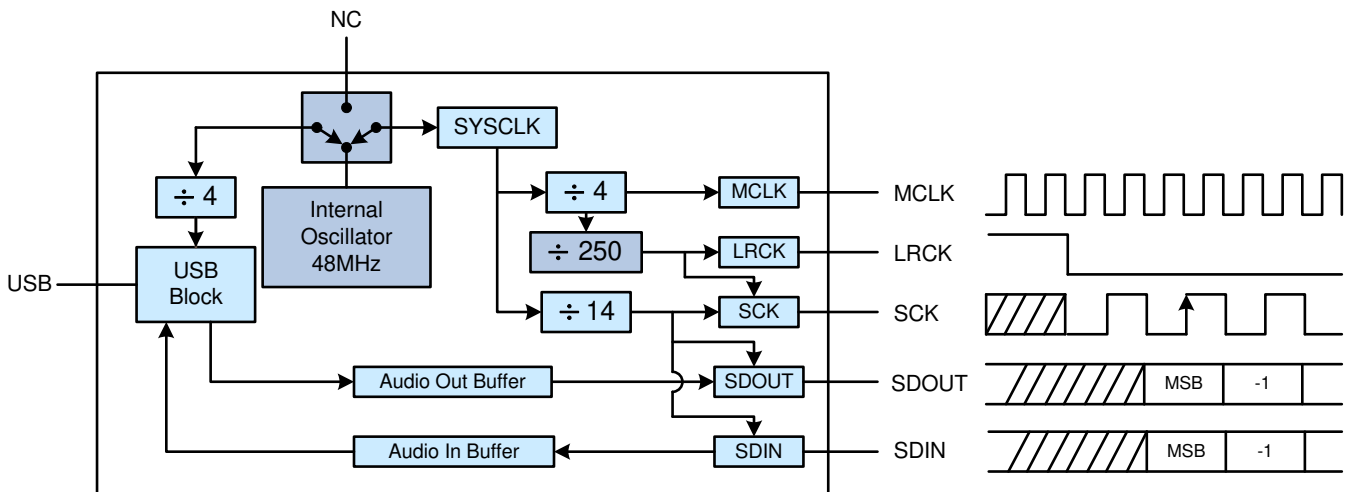 NC
SYSCLK
÷ 4
÷ 4
MCLK
MCLK
Internal
Oscillator
48MHz
÷ 250
LRCK
LRCK
USB
USB
Block
÷ 14
SCK
SCK
Audio Out Buffer
SDOUT
SDOUT
MSB
-1
Audio In Buffer
SDIN
SDIN
MSB
-1